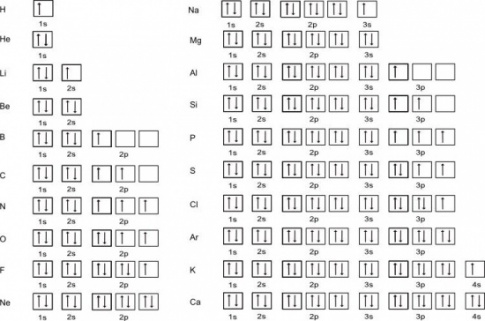 H
1s
He
1s
Li
1s 2s
Be
1s 2s
B
1s 2s 2p
C
1s 2s 2p
N
1s 2s 2p
O
1s 2s 2p
F
1s 2s 2p
Ne
1s 2s 2p
Na
1s 2s 2p 3s
Mg
1s 2s 2p 3s
Al
1s 2s 2p 3s 3p
Si
1s 2s 2p 3s 3p
P
1s 2s 2p 3s 3p
S
1s 2s 2p 3s 3p
Cl
1s 2s 2p 3s 3p
Ar
1s 2s 2p 3s 3p
K
1s 2s 2p 3s 3p 4s
Ca
1s 2s 2p 3s 3p 4s